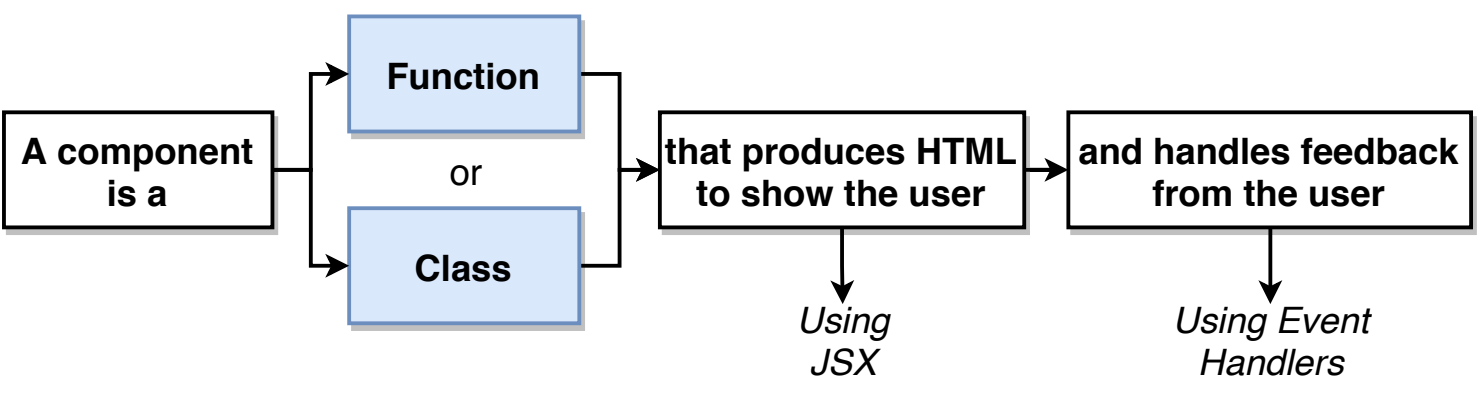 A component
is a
Function
or
Class
that produces HTML
to show the user
and handles feedback
from the user
Using
JSX
Using Event
Handlers